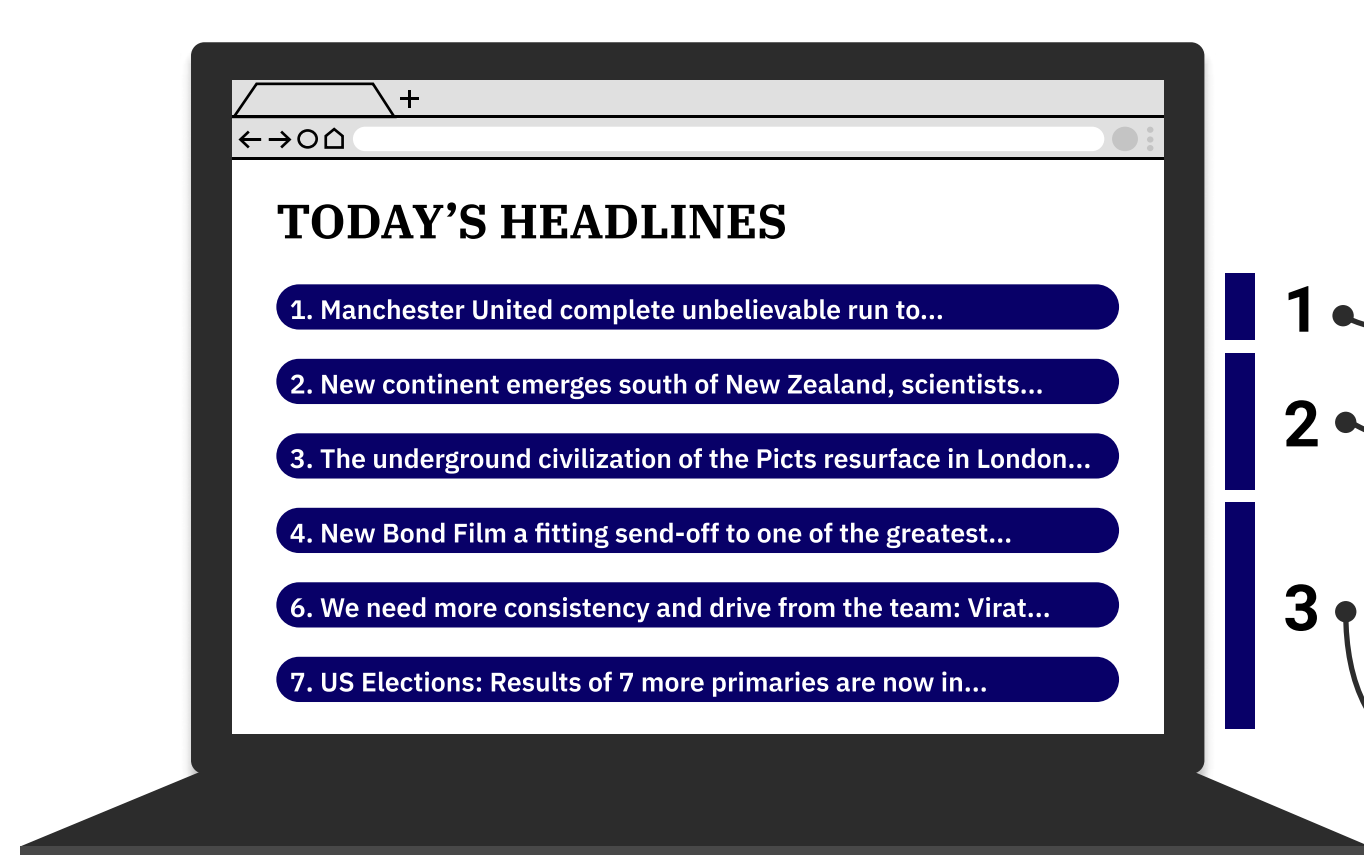 TODAY’S HEADLINES
1. Manchester United complete unbelievable run to...
2. New continent emerges south of New Zealand, scientists...
3. The underground civilization of the Picts resurface in London...
4. New Bond Film a fitting send-off to one of the greatest...
6. We need more consistency and drive from the team: Virat...
7. US Elections: Results of 7 more primaries are now in...
1
2
3